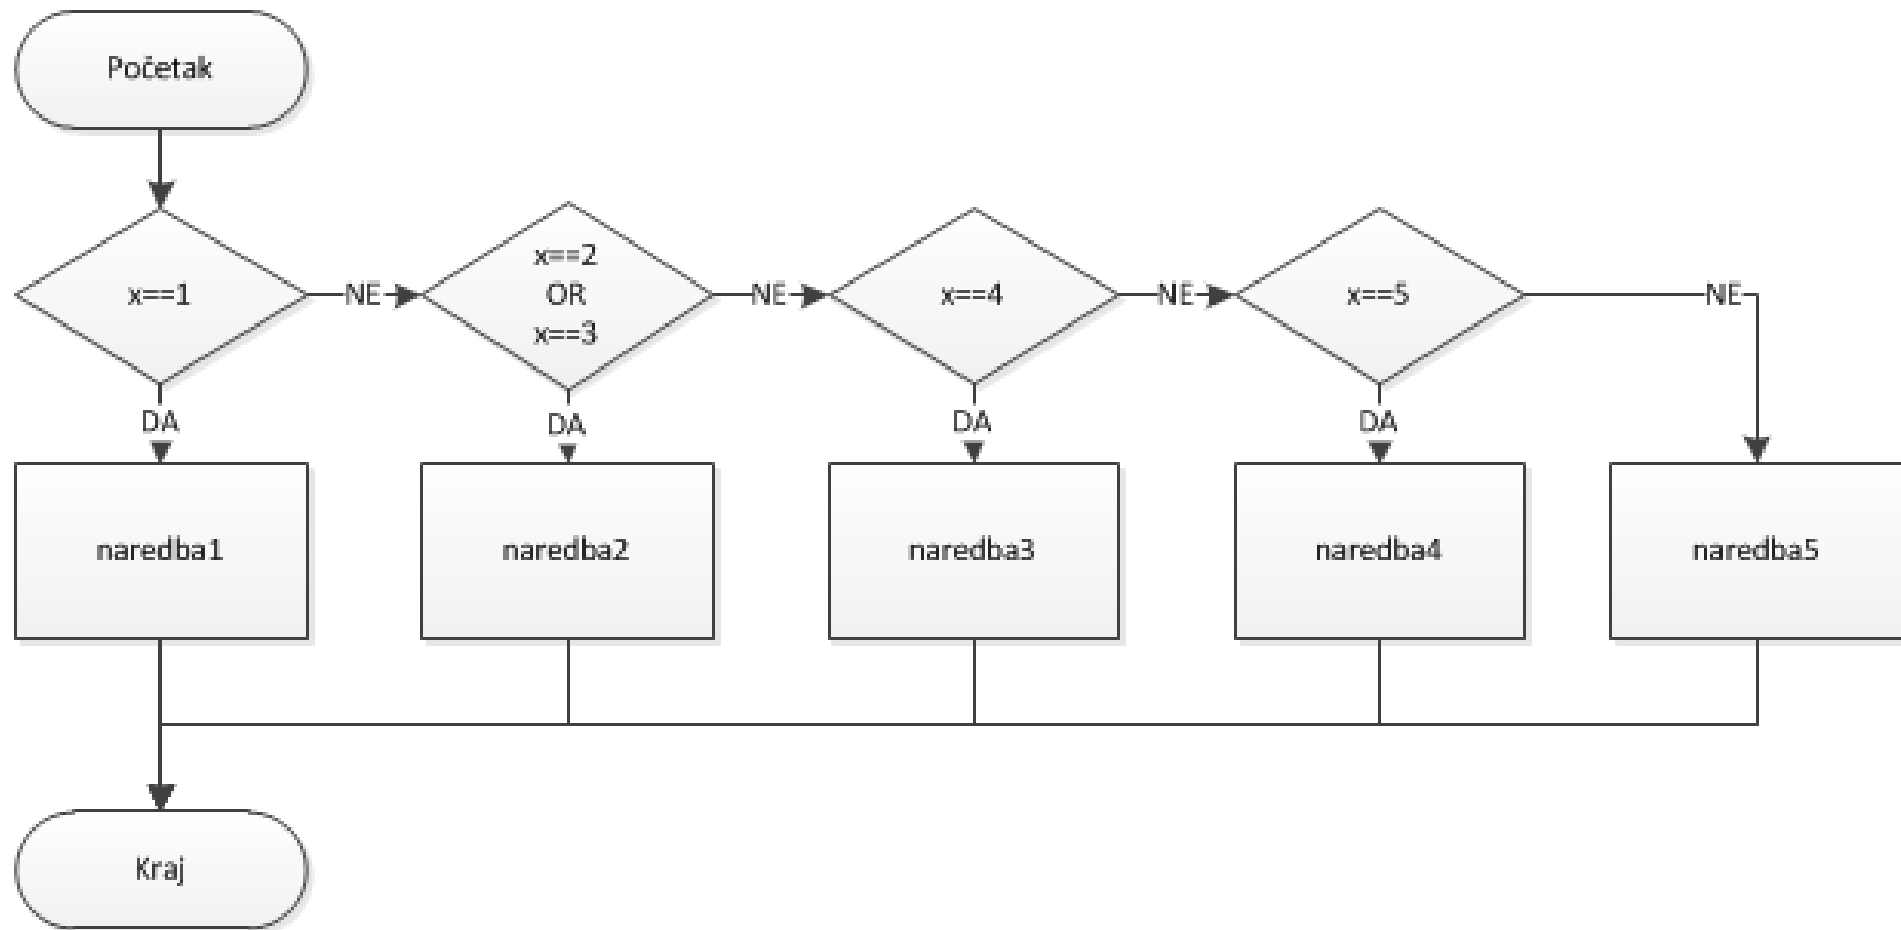 Početak
x==1
NE
x==2
OR
x==3
NE
x==4
NE
x==5
NE
DA
DA
DA
DA
naredba1
naredba2
naredba3
naredba4
naredba5
Kraj